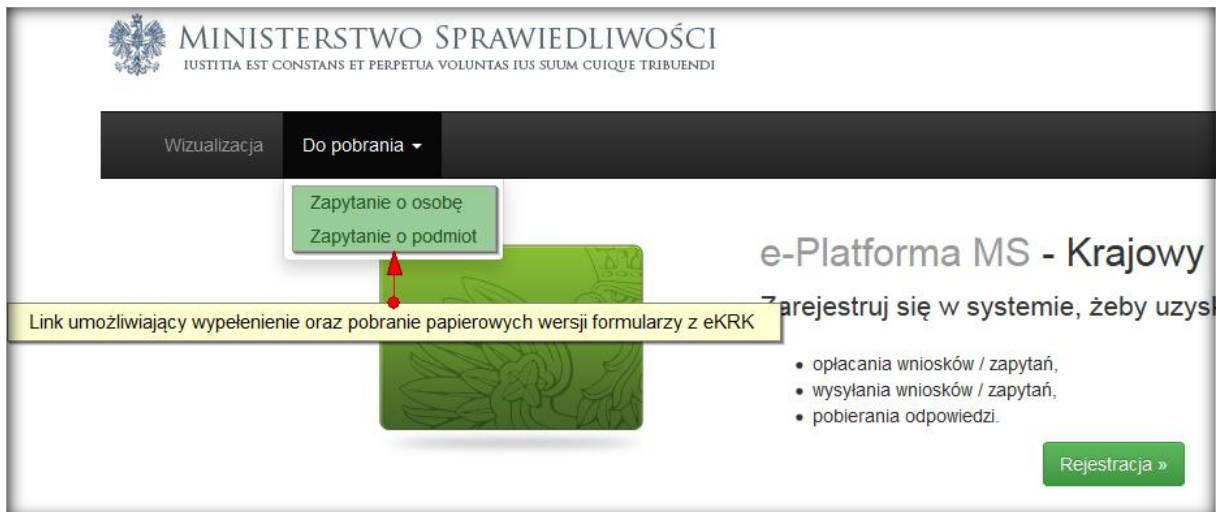 MINISTERSTWO SPRAWIEDLIWOŚCI
IUSTITIA EST CONSTANS ET PERPETUA VOLUNTAS IUS SUUM CUIQUE TRIBUENDI
Wizualizacja
Do pobrania
Zapytanie o osobę
Zapytanie o podmiot
e-Platforma MS - Krajowy
Zarejestruj się w systemie, żeby uzysk
Link umożliwiający wypełenienie oraz pobranie papierowych wersji formularzy z eKRK
• opłacania wniosków / zapytań,
• wysyłania wniosków / zapytań,
• pobierania odpowiedzi.
Rejestracja »